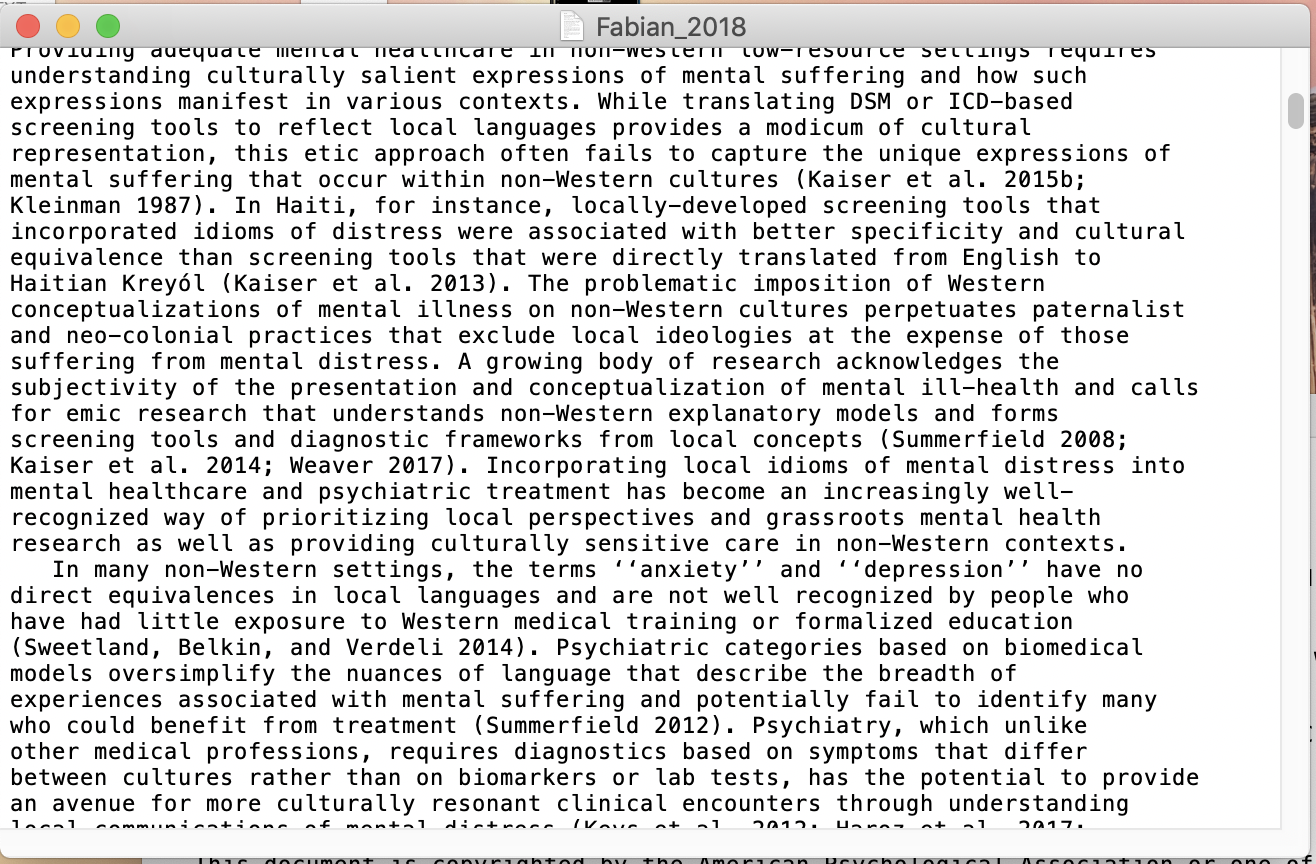 Fabian_2018
Providing adequate mental healthcare in non-Western low-resource settings requires
understanding culturally salient expressions of mental suffering and how such
expressions manifest in various contexts. While translating DSM or ICD-based
screening tools to reflect local languages provides a modicum of cultural
representation, this etic approach often fails to capture the unique expressions of
mental suffering that occur within non-Western cultures (Kaiser et al. 2015b;
Kleinman 1987). In Haiti, for instance, locally-developed screening tools that
incorporated idioms of distress were associated with better specificity and cultural
equivalence than screening tools that were directly translated from English to
Haitian Kreyól (Kaiser et al. 2013). The problematic imposition of Western
conceptualizations of mental illness on non-Western cultures perpetuates paternalist
and neo-colonial practices that exclude local ideologies at the expense of those
suffering from mental distress. A growing body of research acknowledges the
subjectivity of the presentation and conceptualization of mental ill-health and calls
for emic research that understands non-Western explanatory models and forms
screening tools and diagnostic frameworks from local concepts (Summerfield 2008;
Kaiser et al. 2014; Weaver 2017). Incorporating local idioms of mental distress into
mental healthcare and psychiatric treatment has become an increasingly well-
recognized way of prioritizing local perspectives and grassroots mental health
research as well as providing culturally sensitive care in non-Western contexts.
In many non-Western settings, the terms ‘‘anxiety’’ and ‘‘depression’’ have no
direct equivalences in local languages and are not well recognized by people who
have had little exposure to Western medical training or formalized education
(Sweetland, Belkin, and Verdeli 2014). Psychiatric categories based on biomedical
models oversimplify the nuances of language that describe the breadth of
experiences associated with mental suffering and potentially fail to identify many
who could benefit from treatment (Summerfield 2012). Psychiatry, which unlike
other medical professions, requires diagnostics based on symptoms that differ
between cultures rather than on biomarkers or lab tests, has the potential to provide
an avenue for more culturally resonant clinical encounters through understanding
local communications of mental distress (Keys et al. 2012; Haroz et al. 2017;
This document is copyrighted by the American Psychological Association or one of